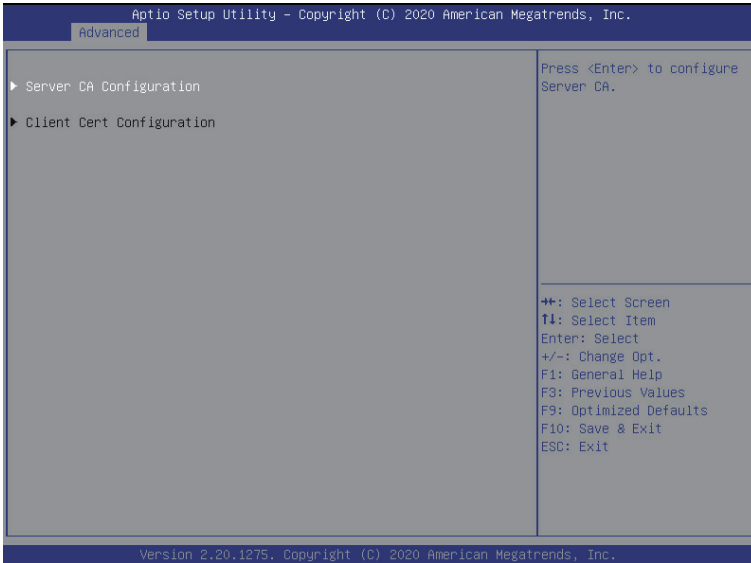 Aptio Setup Utility – Copyright (C) 2020 American Megatrends, Inc.
Advanced
▶ Server CA Configuration
▶ Client Cert Configuration
Press <Enter> to configure
Server CA.
→←: Select Screen
↑↓: Select Item
Enter: Select
+/-: Change Opt.
F1: General Help
F3: Previous Values
F9: Optimized Defaults
F10: Save & Exit
ESC: Exit
Version 2.20.1275. Copyright (C) 2020 American Megatrends, Inc.